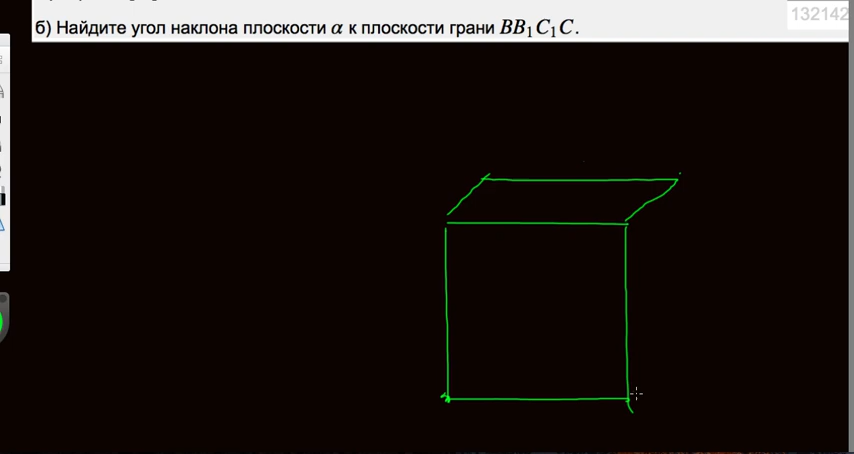 132142
б) Найдите угол наклона плоскости α к плоскости грани BB₁C₁C.